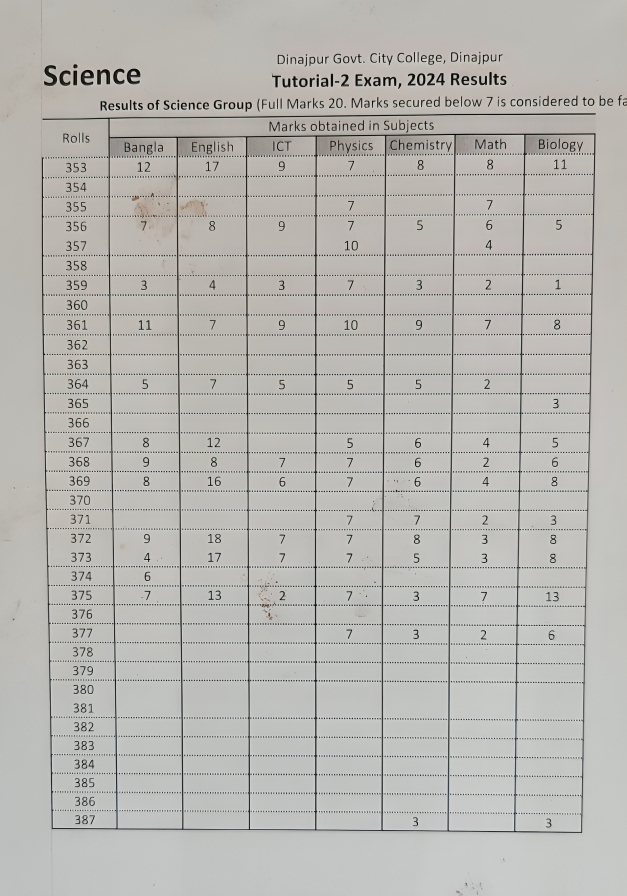 Dinajpur Govt. City College, Dinajpur
Science
Tutorial-2 Exam, 2024 Results
Results of Science Group (Full Marks 20. Marks secured below 7 is considered to be fa
Rolls Marks obtained in Subjects
Bangla English ICT Physics Chemistry Math Biology
353 12 17 9 7 8 8 11
354
355 7 7
356 7 8 9 7 5 6 5
357 10 4
358
359 3 4 3 7 3 2 1
360
361 11 7 9 10 9 7 8
362
363
364 5 7 5 5 5 2
365 3
366
367 8 12 5 6 4 5
368 9 8 7 7 6 2 6
369 8 16 6 7 6 4 8
370
371 7 7 2 3
372 9 18 7 7 8 3 8
373 4 17 7 7 5 3 8
374 6
375 7 13 2 7 3 7 13
376
377 7 3 2 6
378
379
380
381
382
383
384
385
386
387 3 3